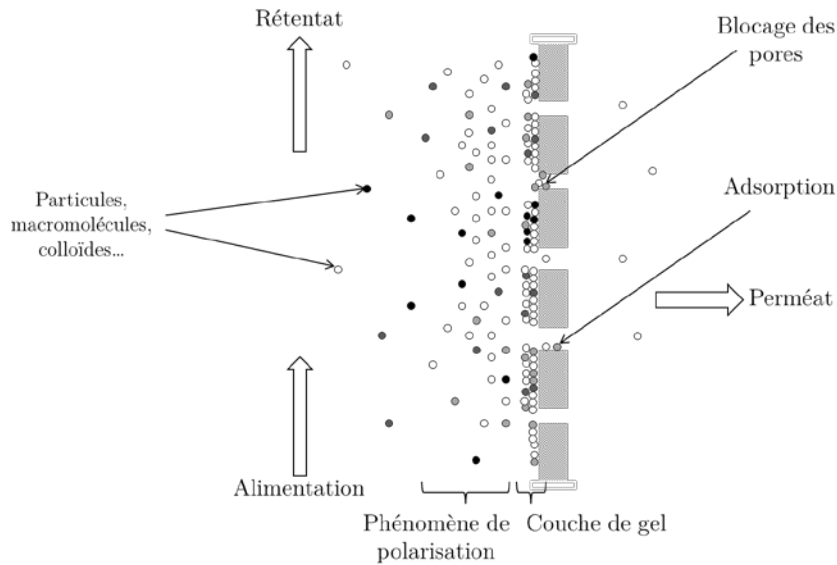 Rétentat
Blocage des
pores
Particules,
macromolécules,
colloïdes...
Adsorption
Perméat
Alimentation
Phénomène de
polarisation
Couche de gel